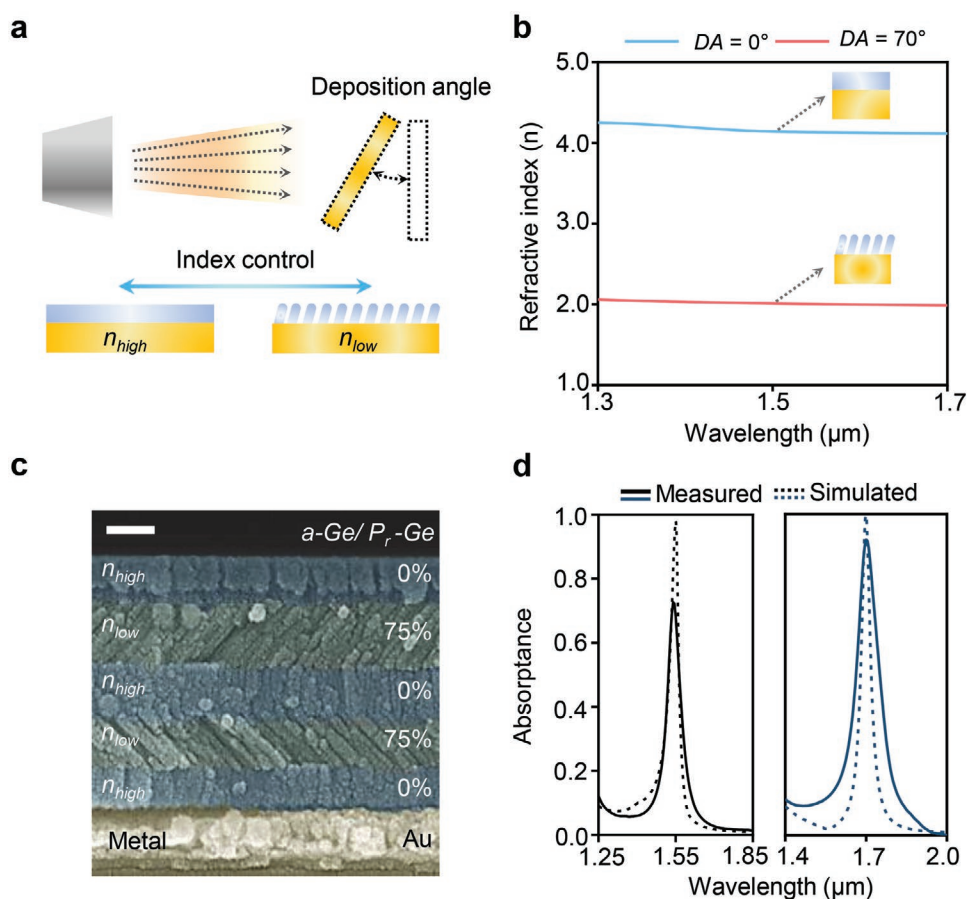 a
Deposition angle
Index control
n_high
n_low
b
DA = 0° DA = 70°
Refractive index (n)
5.0
4.0
3.0
2.0
1.0
1.3 1.5 1.7
Wavelength (µm)
c
a-Ge/ P_r -Ge
n_high 0%
n_low 75%
n_high 0%
n_low 75%
n_high 0%
Metal Au
d
Measured Simulated
Absorptance
1.0
0.8
0.6
0.4
0.2
0.0
1.25 1.55 1.85 1.4 1.7 2.0
Wavelength (µm)